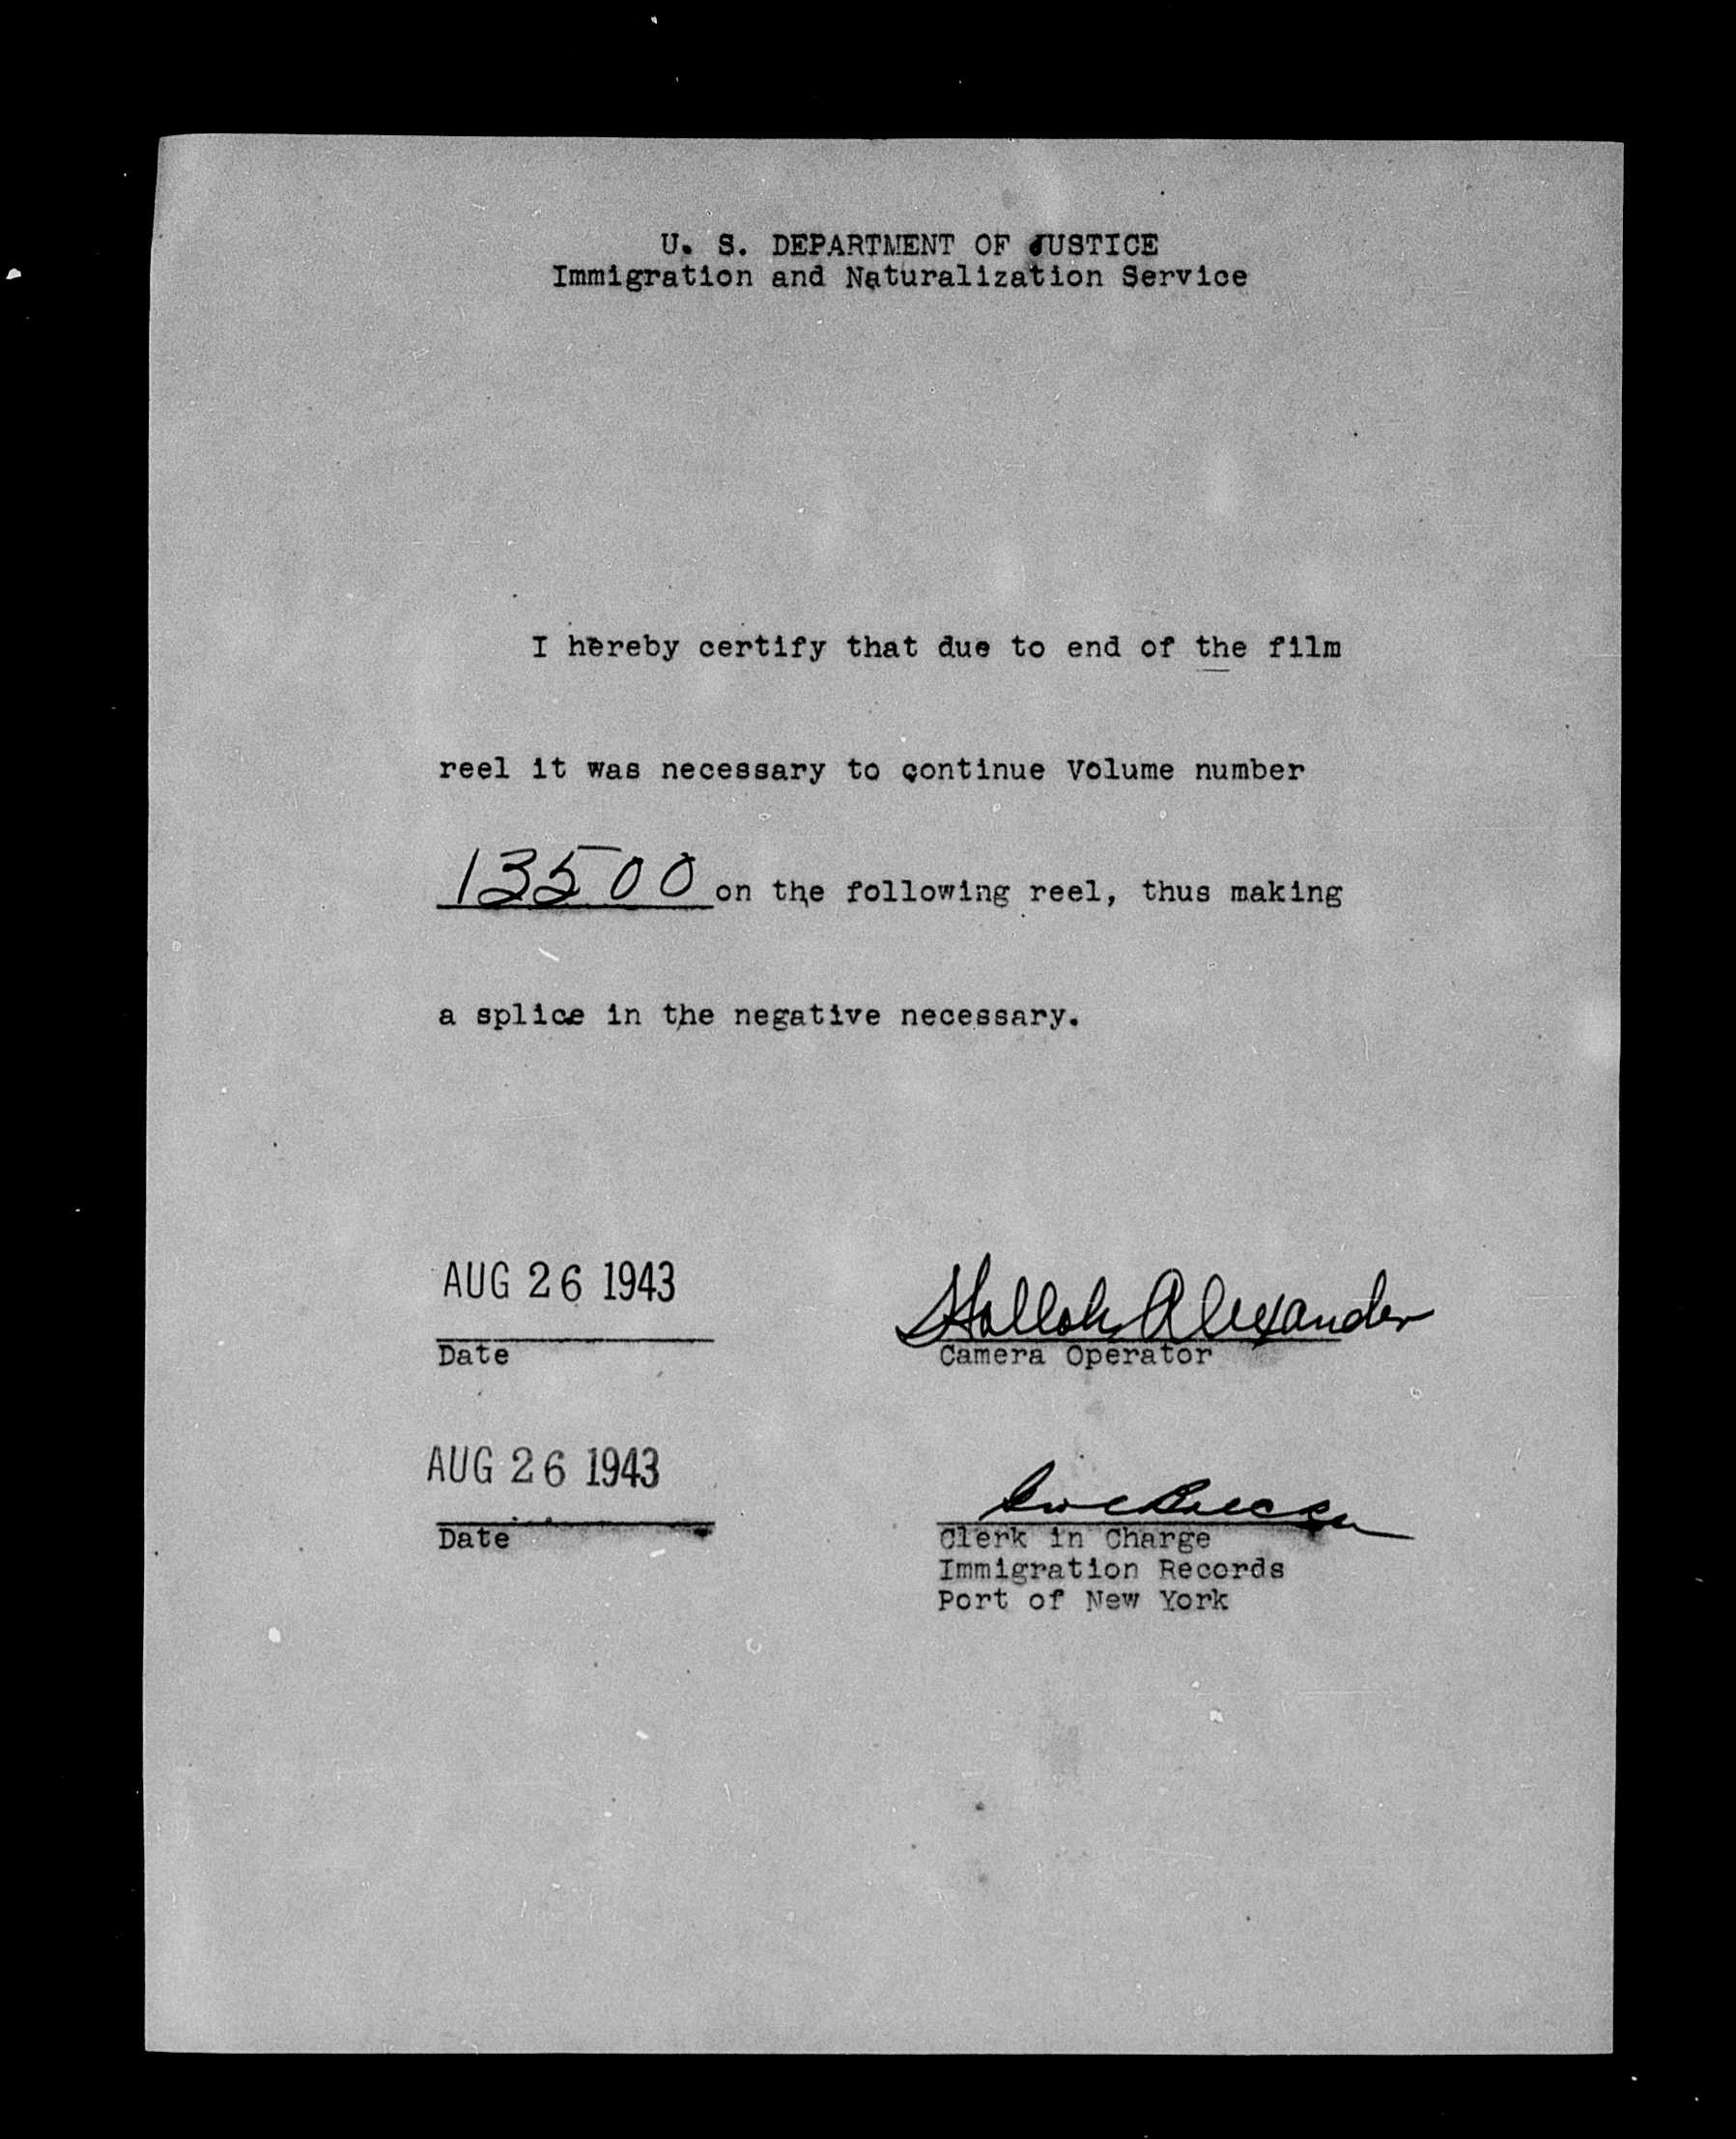 U. S. DEPARTMENT OF JUSTICE
Immigration and Naturalization Service
I hereby certify that due to end of the film
reel it was necessary to continue Volume number
13500 on the following reel, thus making
a splice in the negative necessary.
AUG 26 1943
Alexander
Date
Camera Operator
AUG 26 1943
Date
Clerk in Charge
Immigration Records
Port of New York